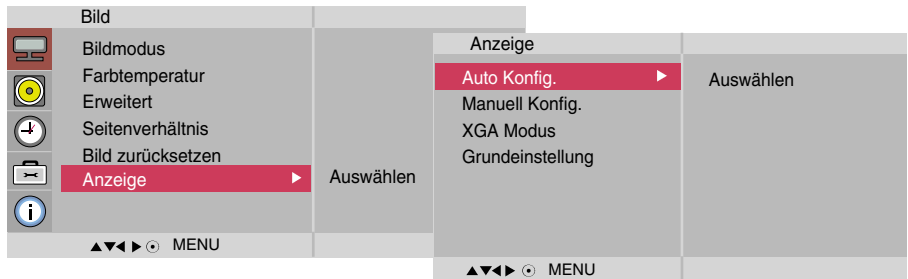 Bild
Bildmodus
Farbtemperatur
Erweitert
Seitenverhältnis
Bild zurücksetzen
Anzeige ▶ Auswählen
▲▼◀ ▶ ⊙ MENU
Anzeige
Auto Konfig. ▶ Auswählen
Manuell Konfig.
XGA Modus
Grundeinstellung
▲▼◀▶ ⊙ MENU